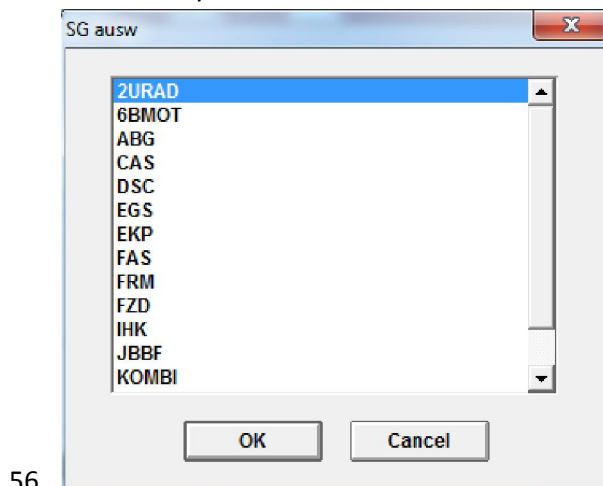 SG ausw
2URAD
6BMOT
ABG
CAS
DSC
EGS
EKP
FAS
FRM
FZD
IHK
JBBF
KOMBI
OK Cancel
56